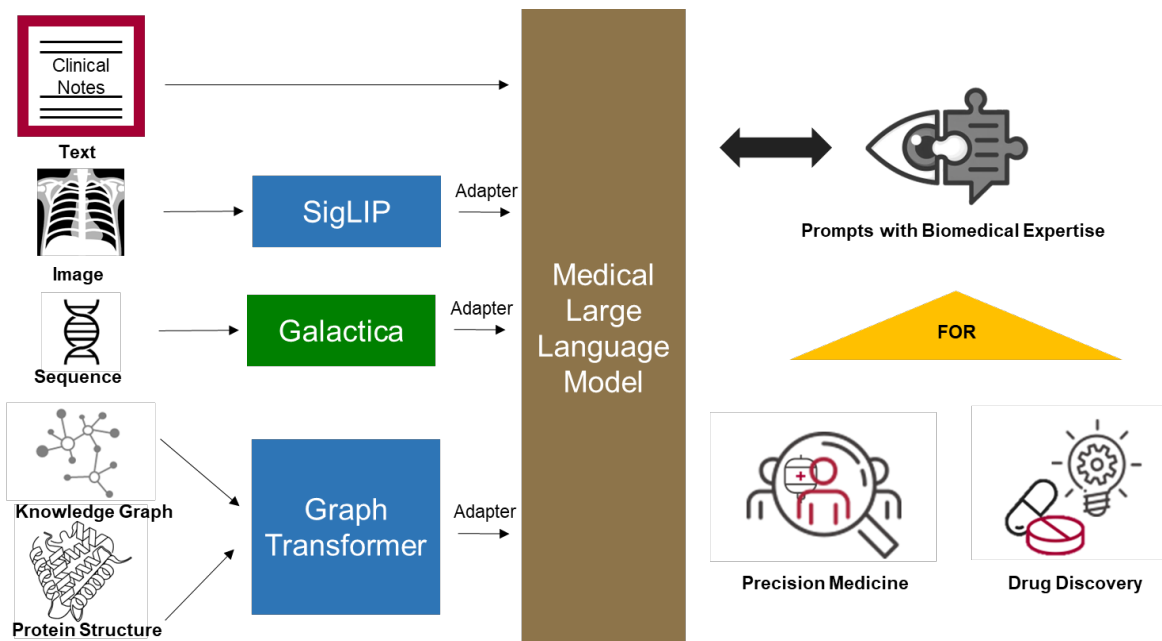 Clinical
Notes
Text
Image
SigLIP
Adapter
Sequence
Galactica
Adapter
Knowledge Graph
Protein Structure
Graph
Transformer
Adapter
Medical
Large
Language
Model
Prompts with Biomedical Expertise
FOR
Precision Medicine
Drug Discovery